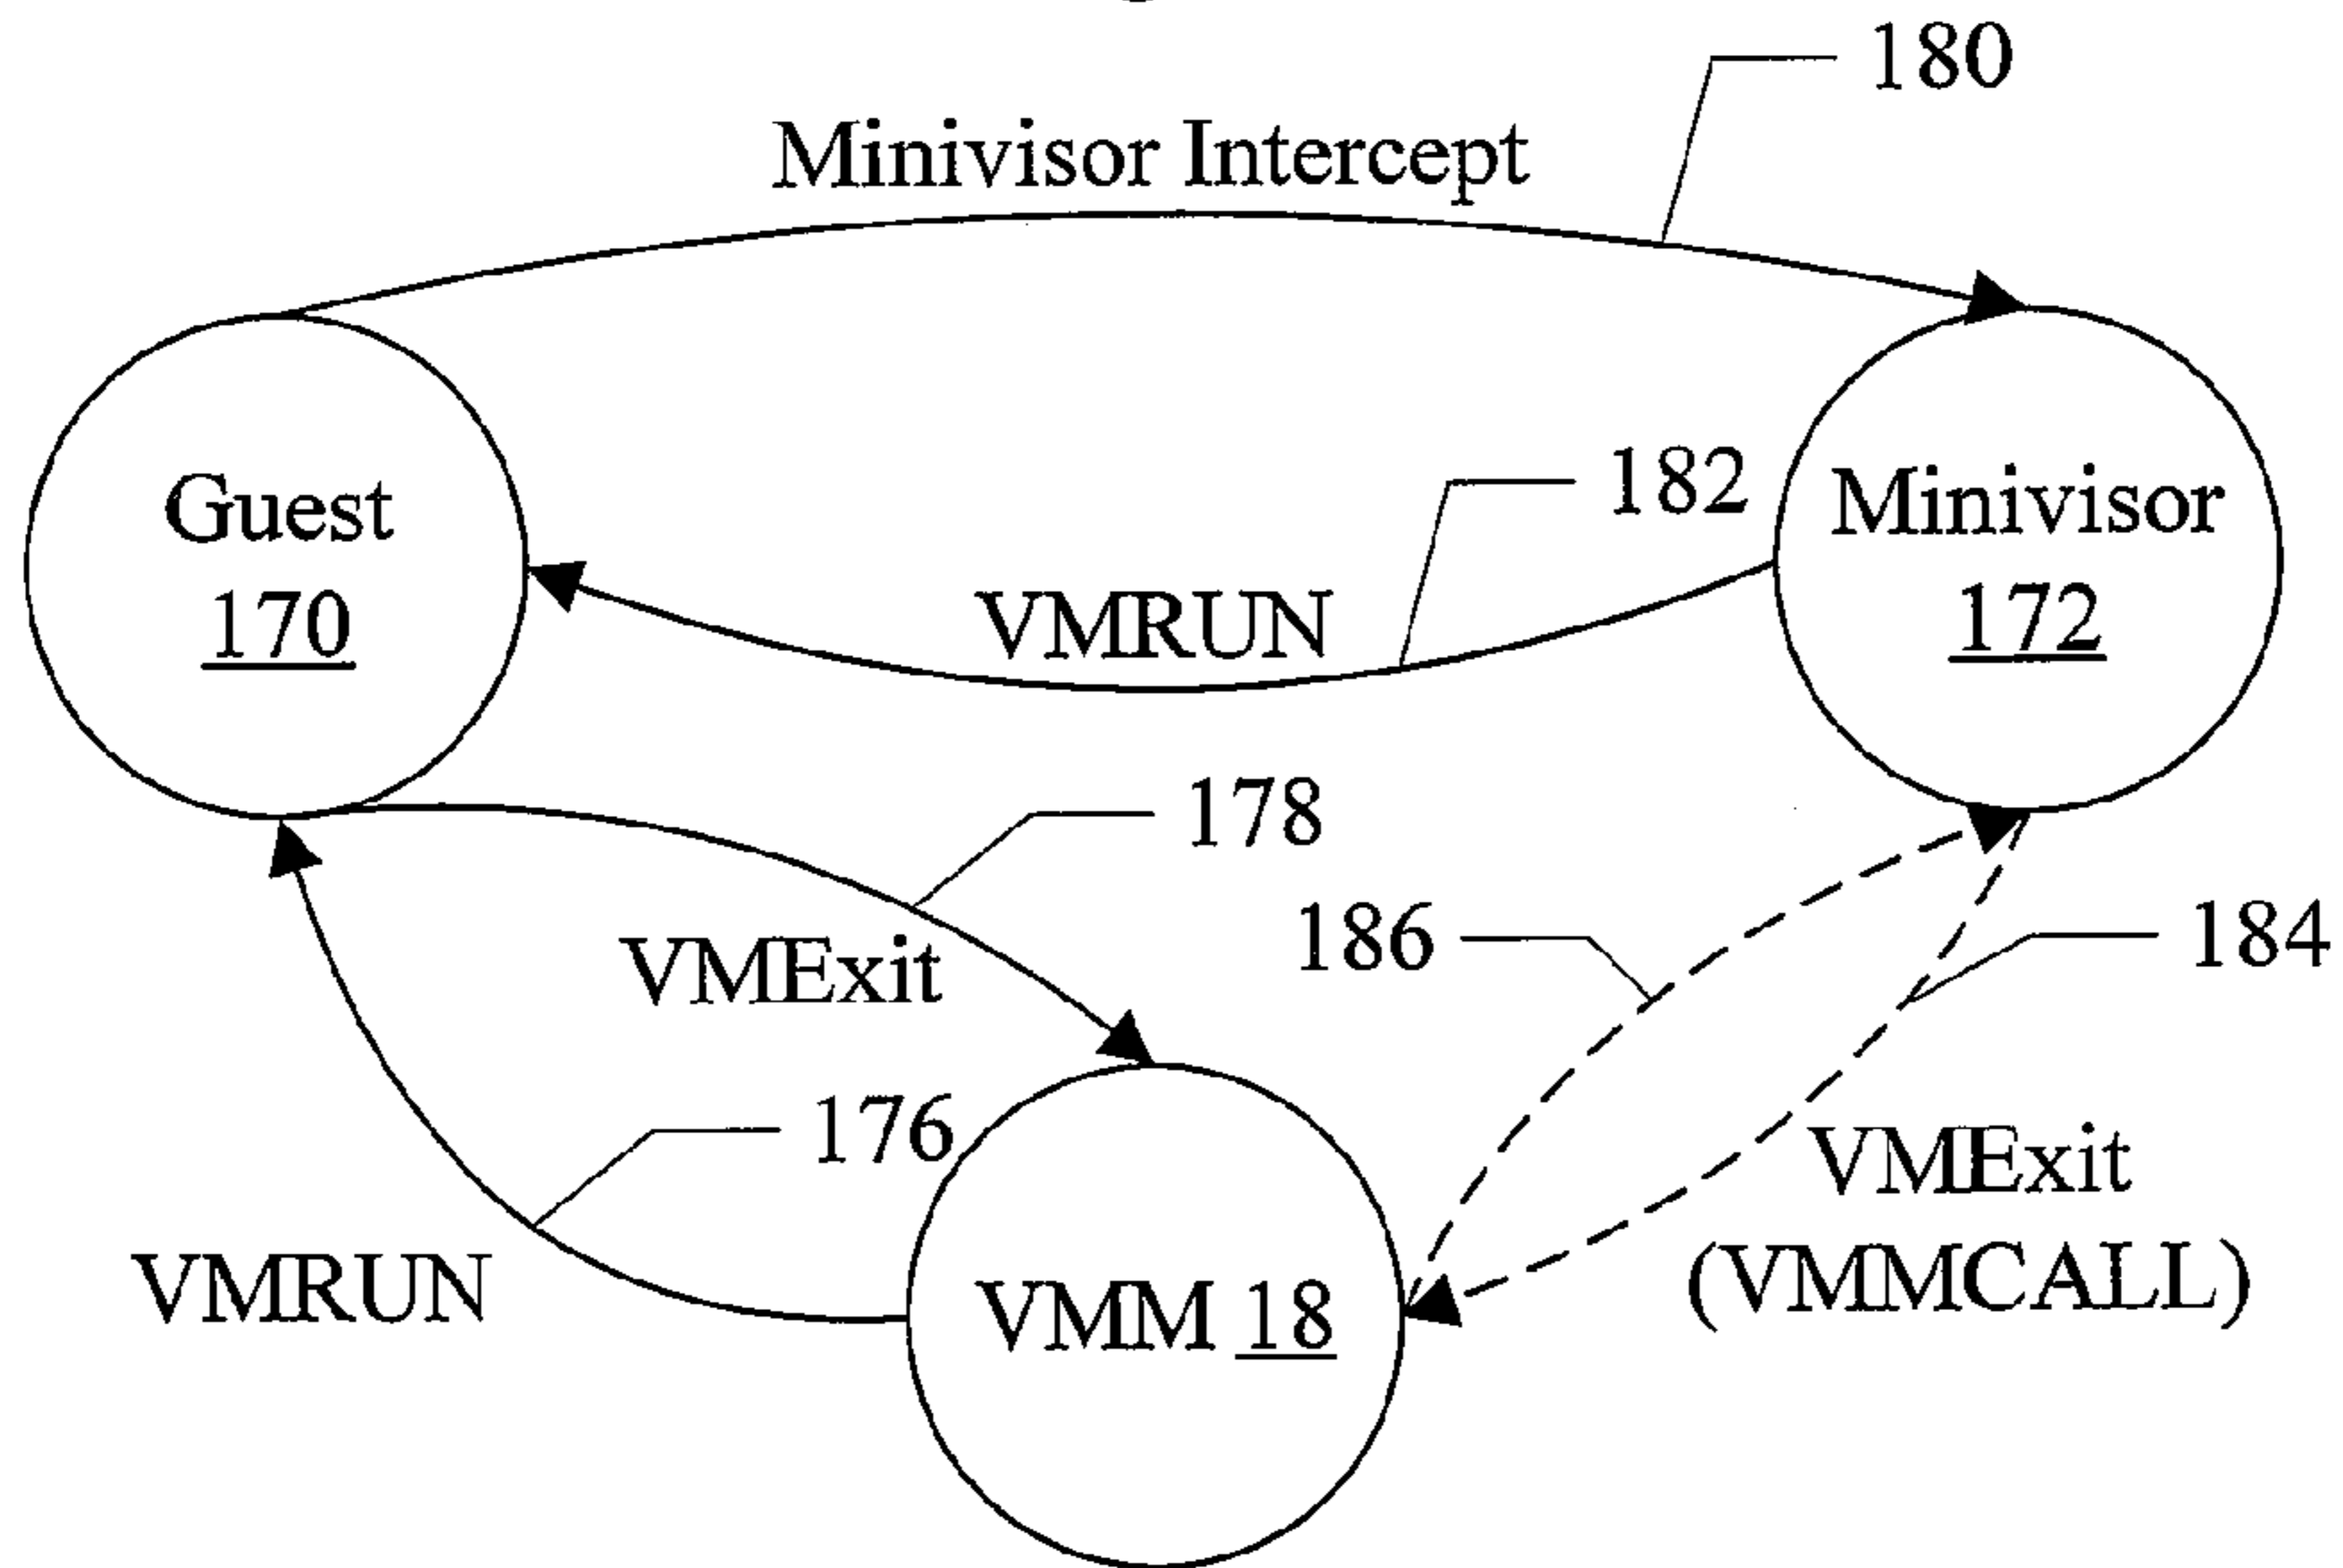 180
Minivisor Intercept
182
Guest
170
Minivisor
172
VMRUN
178
186
184
VMExit
176
VMExit
(VMMCALL)
VMRUN
VMM 18